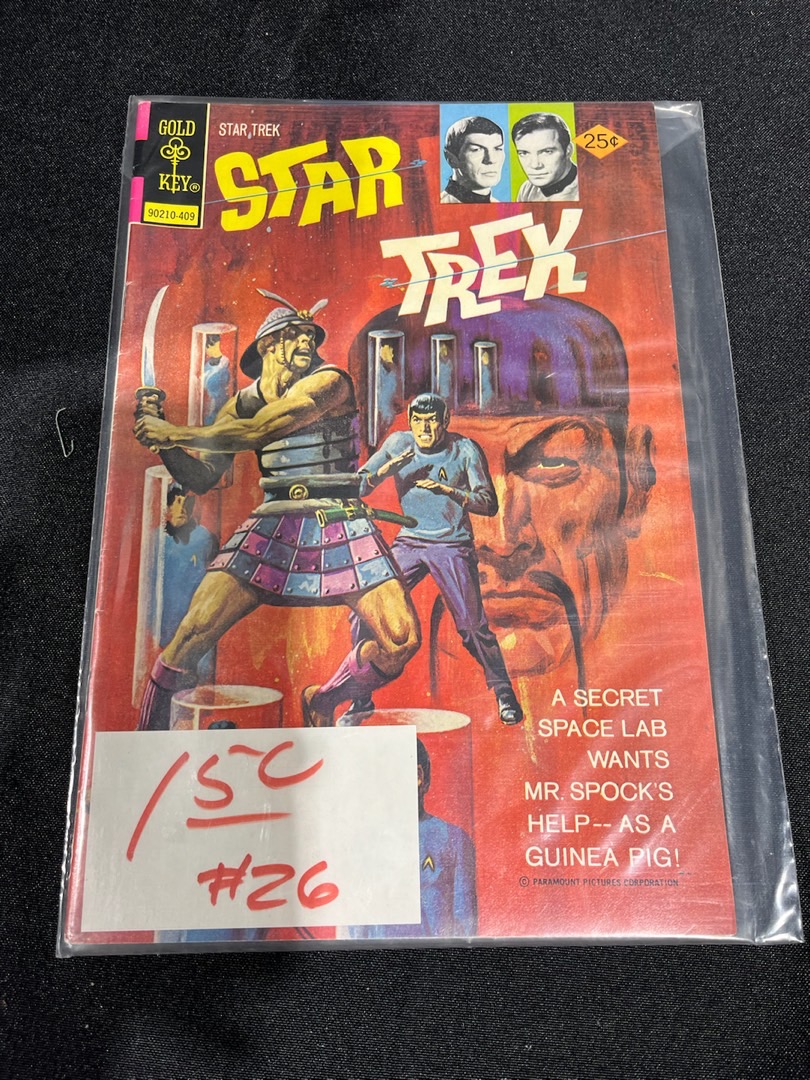 GOLD
KEY®
90210-409
STAR TREK
STAR
TREK
25¢
A SECRET
SPACE LAB
WANTS
MR. SPOCK'S
HELP--AS A
GUINEA PIG!
© PARAMOUNT PICTURES CORPORATION
15C
#26